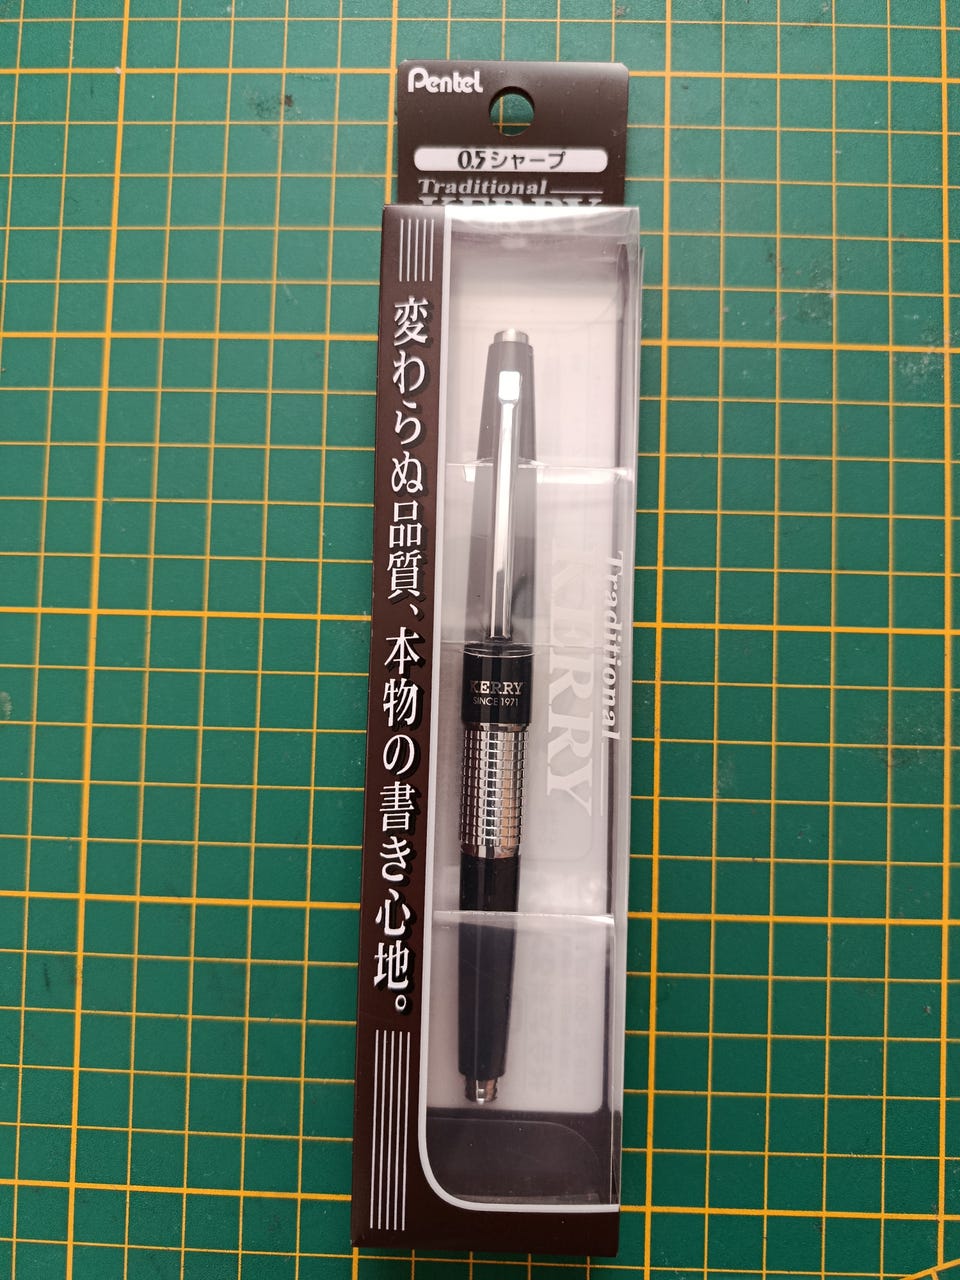 Pentel
0.5 シャープ
Traditional
KERRY
変わらぬ品質、本物の書き心地。
KERRY
SINCE 1971
Traditional
KERRY